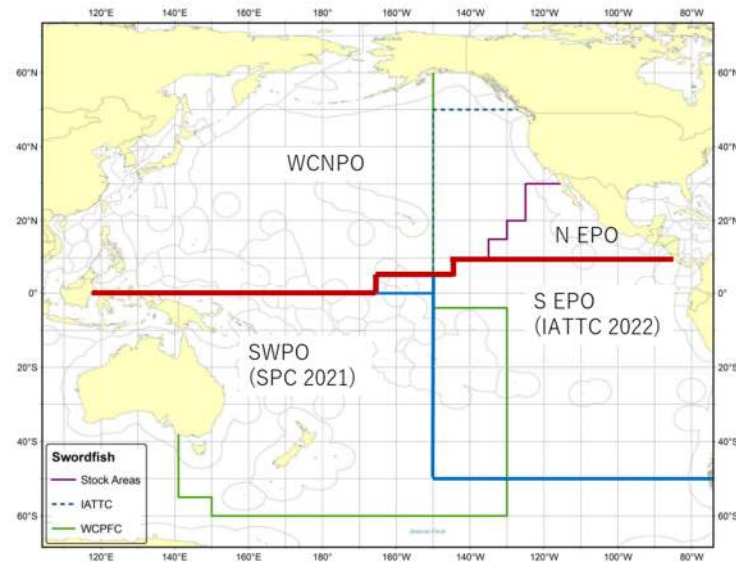 120°E 140°E 160°E 180° 160°W 140°W 120°W 100°W 80°W
60°N 60°N
40°N 40°N
WCNPO
20°N 20°N
N EPO
0° 0°
S EPO
(IATTC 2022)
SWPO
(SPC 2021)
20°S 20°S
40°S 40°S
Swordfish
Stock Areas
IATTC
WCPFC
60°S 60°S
120°E 140°E 160°E 180° 160°W 140°W 120°W 100°W 80°W